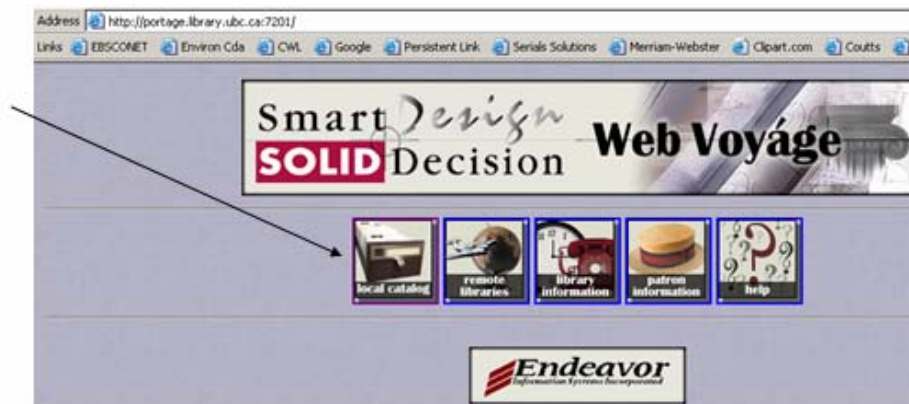 Address http://portage.library.ubc.ca:7201/
Links EBSCONET Environ Cda CWL Google Persistent Link Serials Solutions Merriam-Webster Clipart.com Coutts
Smart Design
SOLID Decision
Web Voyáge
local catalog
remote
libraries
library
information
patron
information
help
Endeavor
Information Systems Incorporated